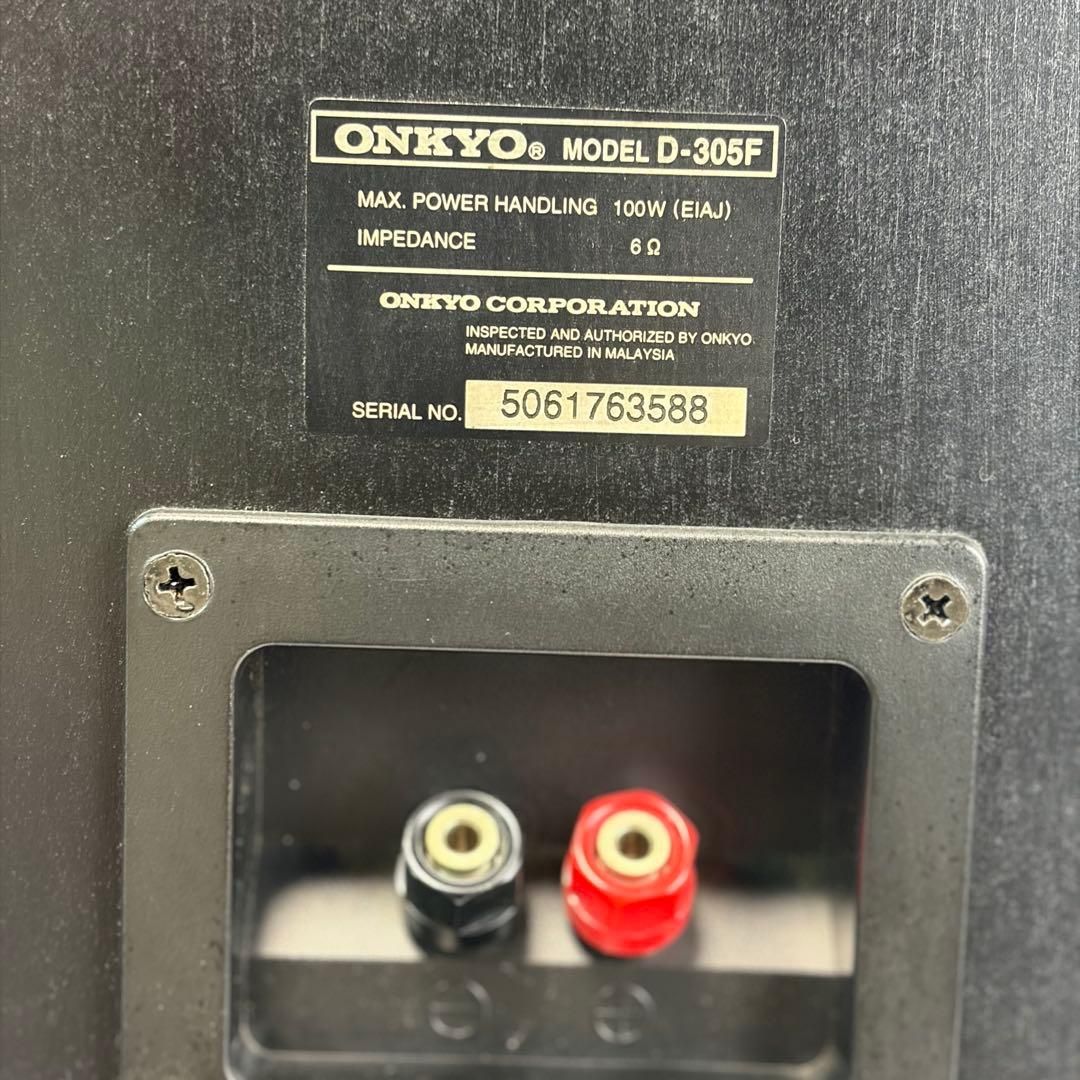 ONKYO® MODEL D-305F
MAX. POWER HANDLING 100W (EIAJ)
IMPEDANCE 6 Ω
ONKYO CORPORATION
INSPECTED AND AUTHORIZED BY ONKYO
MANUFACTURED IN MALAYSIA
SERIAL NO. 5061763588